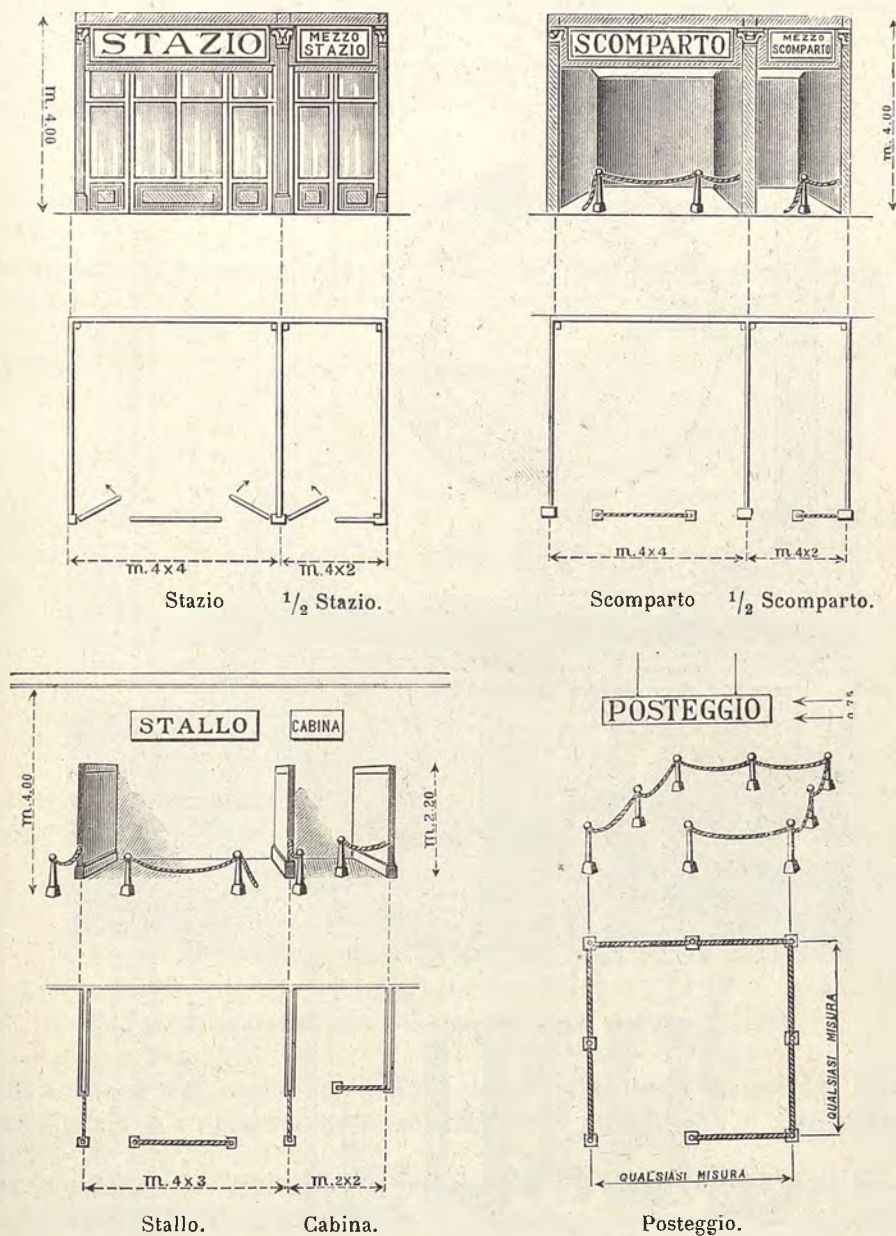 STAZIO
MEZZO
STAZIO
m. 4.00
m. 4×4
m. 4×2
Stazio
1/2 Stazio.
SCOMPARTO
MEZZO
SCOMPARTO
m. 4.00
m. 4×4
m. 4×2
Scomparto
1/2 Scomparto.
STALLO
CABINA
m. 4.00
m. 2.20
m. 4×3
m. 2×2
Stallo.
Cabina.
POSTEGGIO
0.75
QUALSIASI MISURA
QUALSIASI MISURA
Posteggio.